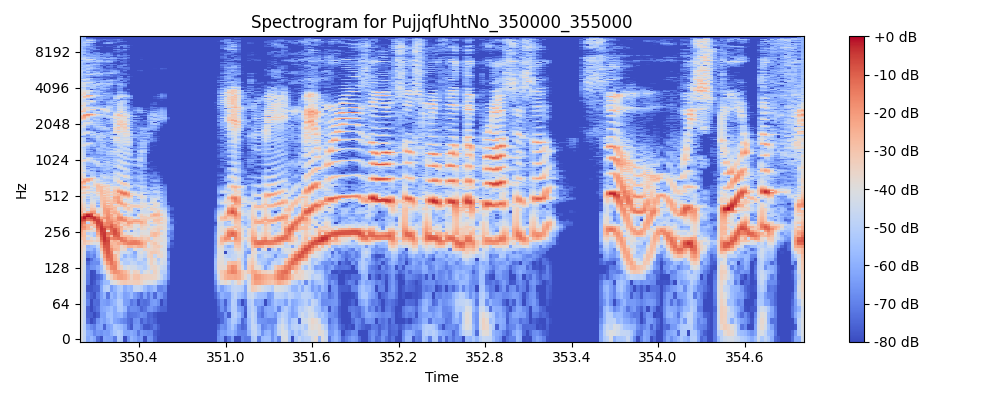 Spectrogram for PujjqfUhtNo_350000_355000
Hz
8192
4096
2048
1024
512
256
128
64
0
350.4 351.0 351.6 352.2 352.8 353.4 354.0 354.6
Time
+0 dB
-10 dB
-20 dB
-30 dB
-40 dB
-50 dB
-60 dB
-70 dB
-80 dB